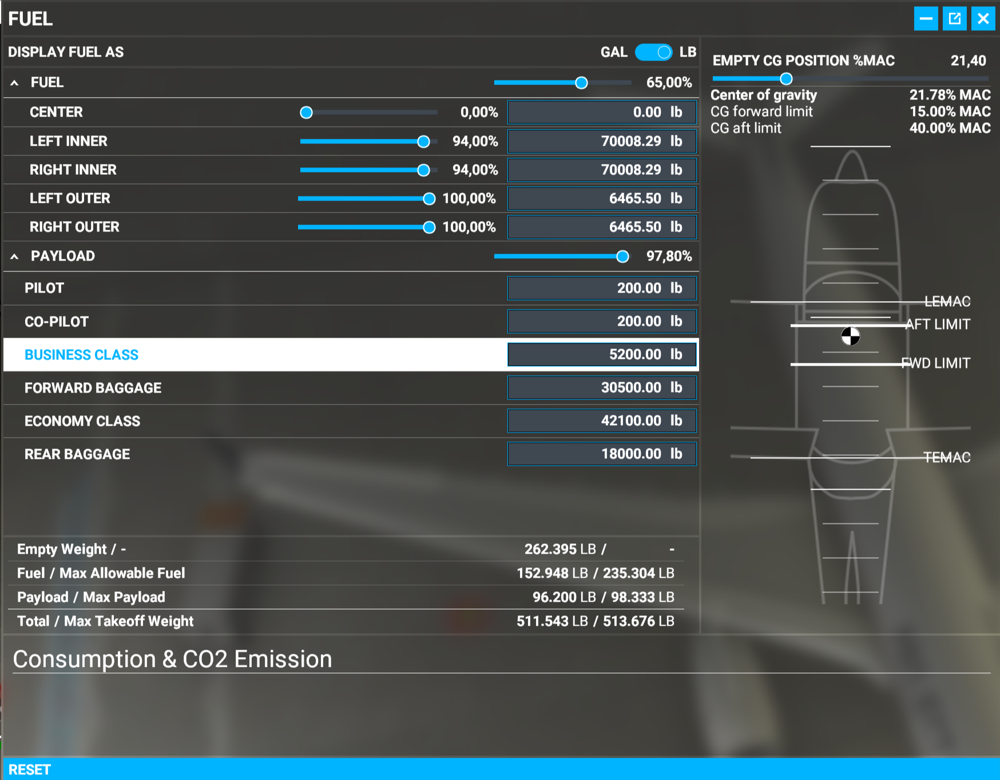 FUEL
DISPLAY FUEL AS GAL LB
FUEL 65,00%
CENTER 0,00% 0.00 lb
LEFT INNER 94,00% 70008.29 lb
RIGHT INNER 94,00% 70008.29 lb
LEFT OUTER 100,00% 6465.50 lb
RIGHT OUTER 100,00% 6465.50 lb
PAYLOAD 97,80%
PILOT 200.00 lb
CO-PILOT 200.00 lb
BUSINESS CLASS 5200.00 lb
FORWARD BAGGAGE 30500.00 lb
ECONOMY CLASS 42100.00 lb
REAR BAGGAGE 18000.00 lb
Empty Weight / - 262.395 LB / -
Fuel / Max Allowable Fuel 152.948 LB / 235.304 LB
Payload / Max Payload 96.200 LB / 98.333 LB
Total / Max Takeoff Weight 511.543 LB / 513.676 LB
EMPTY CG POSITION %MAC 21,40
Center of gravity 21.78% MAC
CG forward limit 15.00% MAC
CG aft limit 40.00% MAC
LEMAC
AFT LIMIT
FWD LIMIT
TEMAC
Consumption & CO2 Emission
RESET